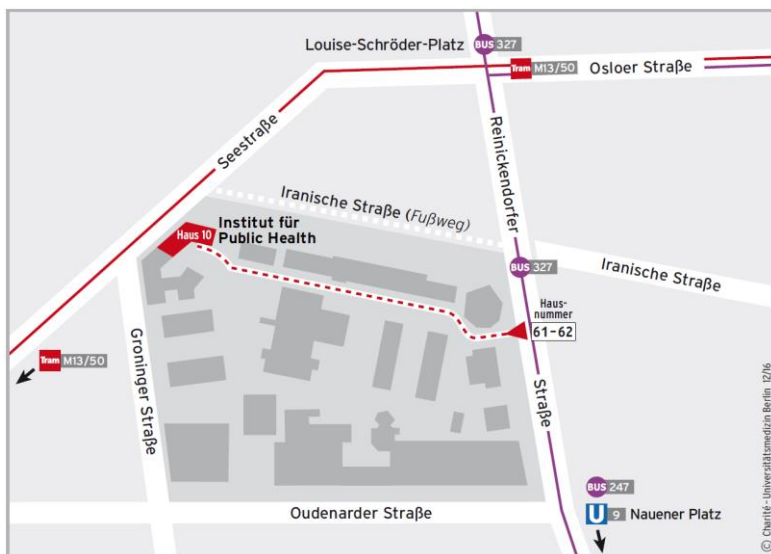 BUS 327
Louise-Schröder-Platz
Tram M13/50
Osloer Straße
Seestraße
Reinickendorfer
Iranische Straße (Fußweg)
Haus 10
Institut für
Public Health
BUS 327
Iranische Straße
Haus-
nummer
61-62
Tram M13/50
Groninger Straße
Straße
BUS 247
U 9 Nauener Platz
Oudenarder Straße
© Charité - Universitätsmedizin Berlin 12/16